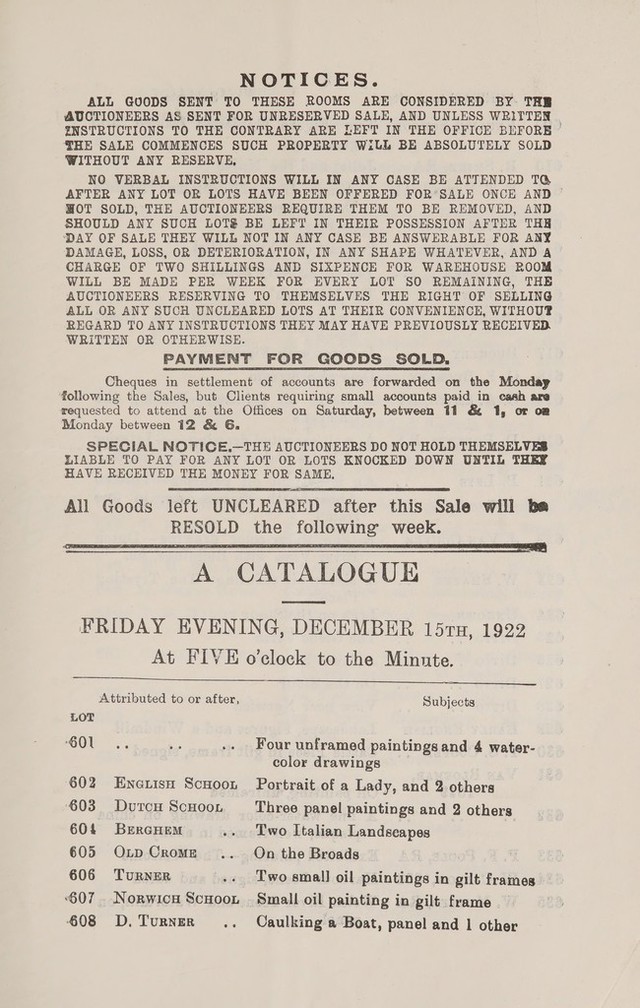 NOTICES.
ALL GOODS SENT TO THESE ROOMS ARE CONSIDERED BY THE
AUCTIONEERS AS SENT FOR UNRESERVED SALE, AND UNLESS WRITTEN
INSTRUCTIONS TO THE CONTRARY ARE LEFT IN THE OFFICE BEFORE
THE SALE COMMENCES SUCH PROPERTY WILL BE ABSOLUTELY SOLD
WITHOUT ANY RESERVE.
NO VERBAL INSTRUCTIONS WILL IN ANY CASE BE ATTENDED TO
AFTER ANY LOT OR LOTS HAVE BEEN OFFERED FOR SALE ONCE AND
NOT SOLD, THE AUCTIONEERS REQUIRE THEM TO BE REMOVED, AND
SHOULD ANY SUCH LOTS BE LEFT IN THEIR POSSESSION AFTER THE
DAY OF SALE THEY WILL NOT IN ANY CASE BE ANSWERABLE FOR ANY
DAMAGE, LOSS, OR DETERIORATION, IN ANY SHAPE WHATEVER, AND A
CHARGE OF TWO SHILLINGS AND SIXPENCE FOR WAREHOUSE ROOM
WILL BE MADE PER WEEK FOR EVERY LOT SO REMAINING, THE
AUCTIONEERS RESERVING TO THEMSELVES THE RIGHT OF SELLING
ALL OR ANY SUCH UNCLEARED LOTS AT THEIR CONVENIENCE, WITHOUT
REGARD TO ANY INSTRUCTIONS THEY MAY HAVE PREVIOUSLY RECEIVED
WRITTEN OR OTHERWISE.
PAYMENT FOR GOODS SOLD.
Cheques in settlement of accounts are forwarded on the Monday
following the Sales, but Clients requiring small accounts paid in cash are
requested to attend at the Offices on Saturday, between 11 & 1, or on
Monday between 12 & 6.
SPECIAL NOTICE.—THE AUCTIONEERS DO NOT HOLD THEMSELVES
LIABLE TO PAY FOR ANY LOT OR LOTS KNOCKED DOWN UNTIL THEY
HAVE RECEIVED THE MONEY FOR SAME.
All Goods left UNCLEARED after this Sale will be
RESOLD the following week.
A CATALOGUE
FRIDAY EVENING, DECEMBER 15TH, 1922
At FIVE o'clock to the Minute.
Attributed to or after, Subjects
LOT
601 .. .. .. Four unframed paintings and 4 water-
color drawings
602 ENGLISH SCHOOL Portrait of a Lady, and 2 others
603 DUTCH SCHOOL Three panel paintings and 2 others
604 BERGHEM .. Two Italian Landscapes
605 OLD CROME .. On the Broads
606 TURNER .. Two small oil paintings in gilt frames
607 NORWICH SCHOOL Small oil painting in gilt frame
608 D. TURNER .. Caulking a Boat, panel and 1 other